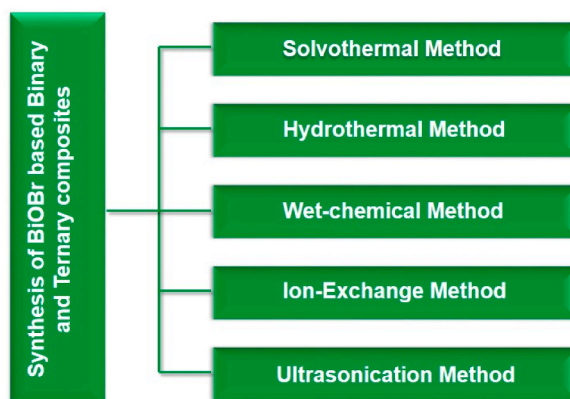 Synthesis of BiOBr based Binary
and Ternary composites
Solvothermal Method
Hydrothermal Method
Wet-chemical Method
Ion-Exchange Method
Ultrasonication Method